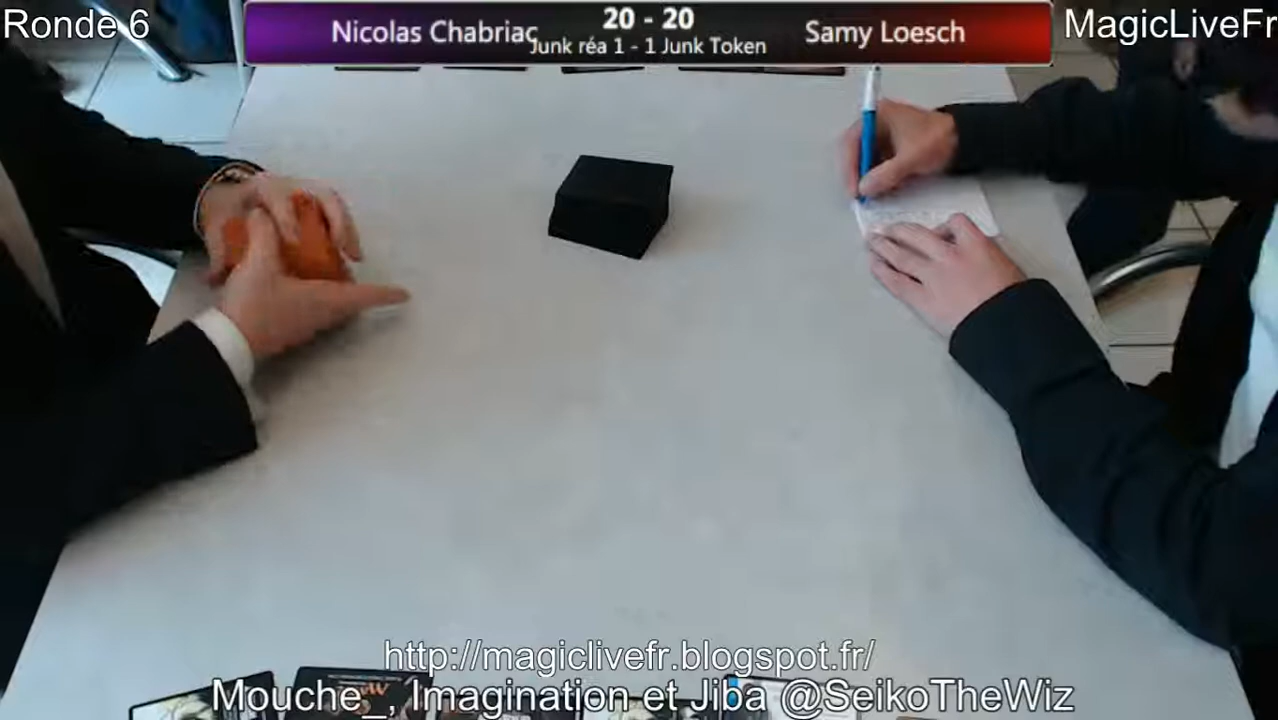 Ronde 6
Nicolas Chabriac
20 - 20
Junk réa 1 - 1 Junk Token
Samy Loesch
MagicLiveFr
http://magiclivefr.blogspot.fr/
Mouche_, Imagination et Jiba @SeikoTheWiz